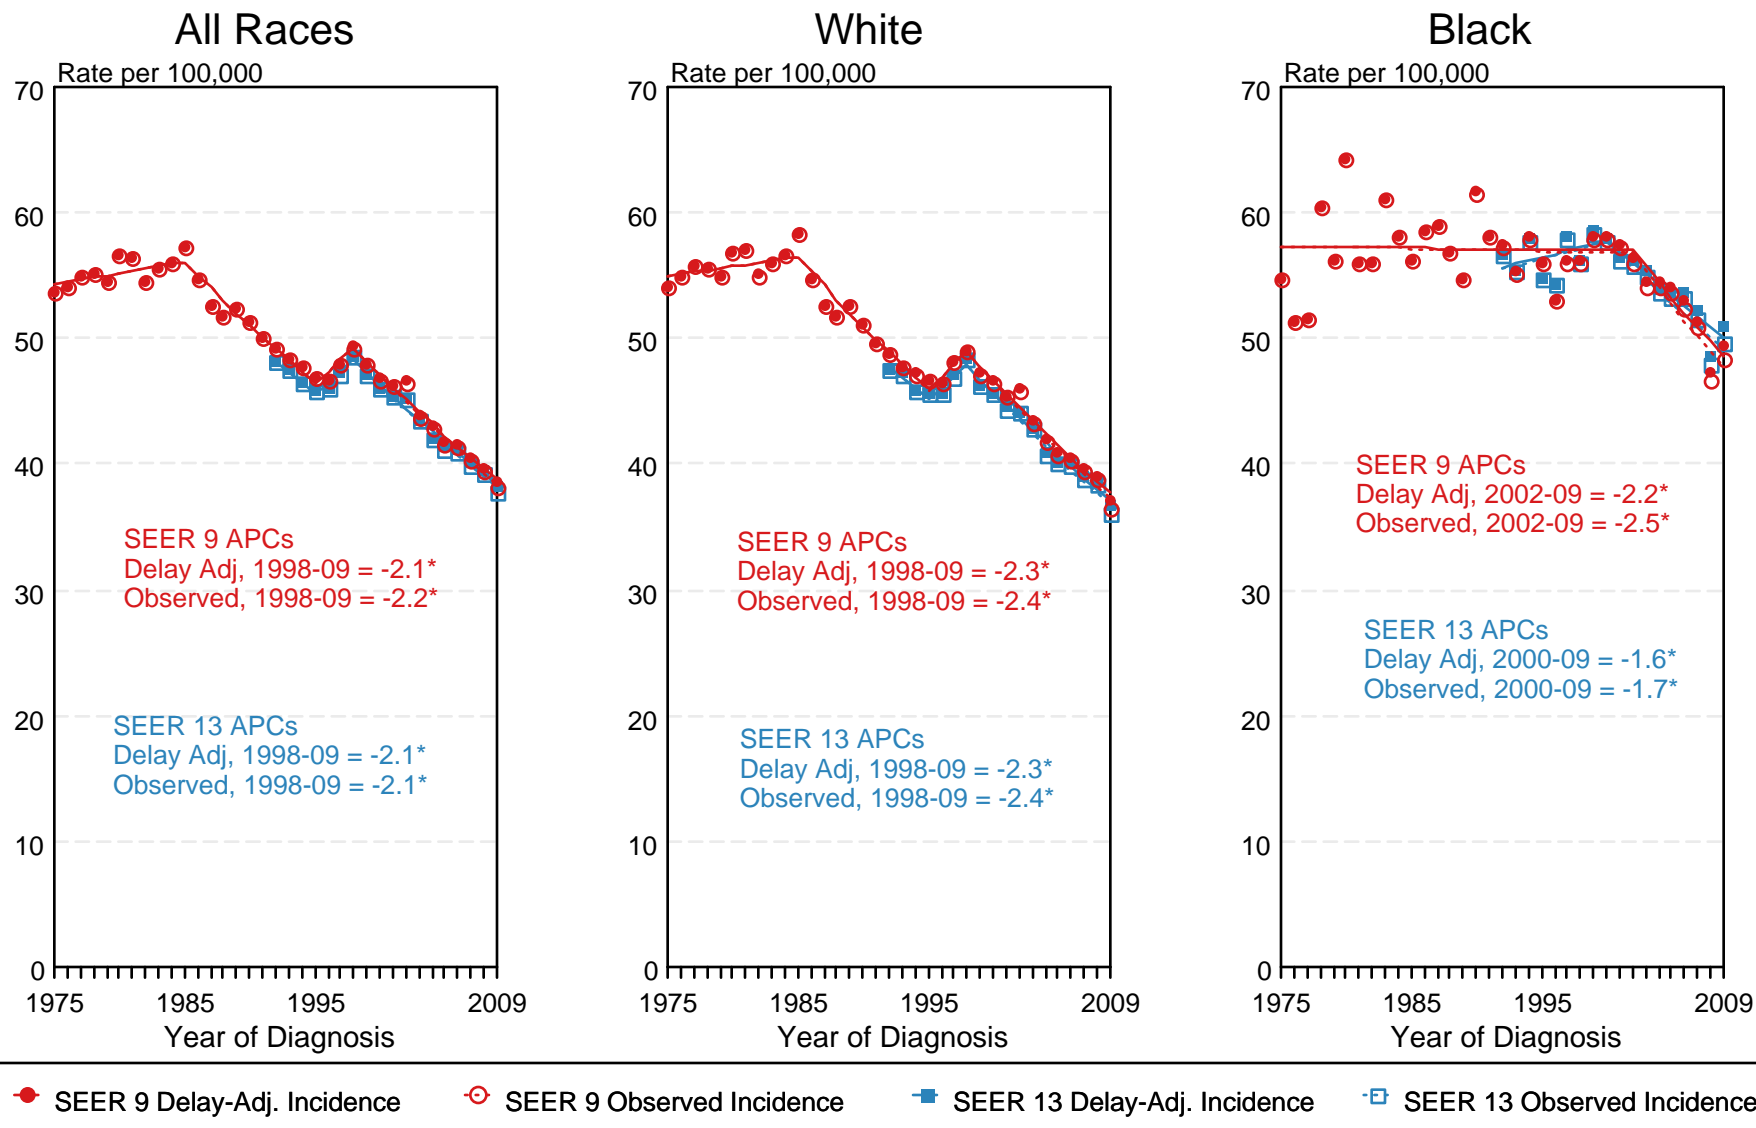 All Races
Rate per 100,000
70
60
50
40
30
20
10
0
SEER 9 APCs
Delay Adj, 1998-09 = -2.1*
Observed, 1998-09 = -2.2*
SEER 13 APCs
Delay Adj, 1998-09 = -2.1*
Observed, 1998-09 = -2.1*
1975 1985 1995 2009
Year of Diagnosis
White
Rate per 100,000
70
60
50
40
30
20
10
0
SEER 9 APCs
Delay Adj, 1998-09 = -2.3*
Observed, 1998-09 = -2.4*
SEER 13 APCs
Delay Adj, 1998-09 = -2.3*
Observed, 1998-09 = -2.4*
1975 1985 1995 2009
Year of Diagnosis
Black
Rate per 100,000
70
60
50
40
30
20
10
0
SEER 9 APCs
Delay Adj, 2002-09 = -2.2*
Observed, 2002-09 = -2.5*
SEER 13 APCs
Delay Adj, 2000-09 = -1.6*
Observed, 2000-09 = -1.7*
1975 1985 1995 2009
Year of Diagnosis
SEER 9 Delay-Adj. Incidence SEER 9 Observed Incidence SEER 13 Delay-Adj. Incidence SEER 13 Observed Incidence